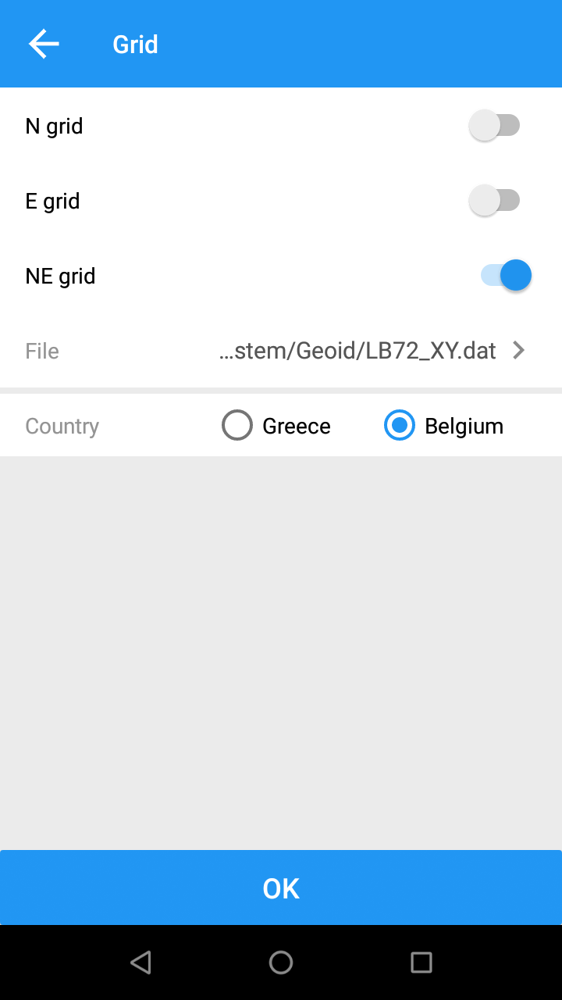 Grid
N grid
E grid
NE grid
File ...stem/Geoid/LB72_XY.dat
Country Greece Belgium
OK